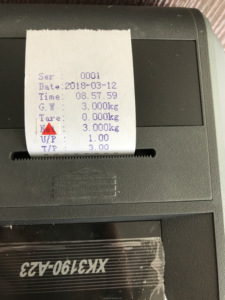 Ser : 0001
Date:2018-03-12
Time: 08.57.59
G.W : 3.000kg
Tare: 0.000kg
: 3.000kg
U/P : 1.00
T/P : 3.00
XK3190-A23